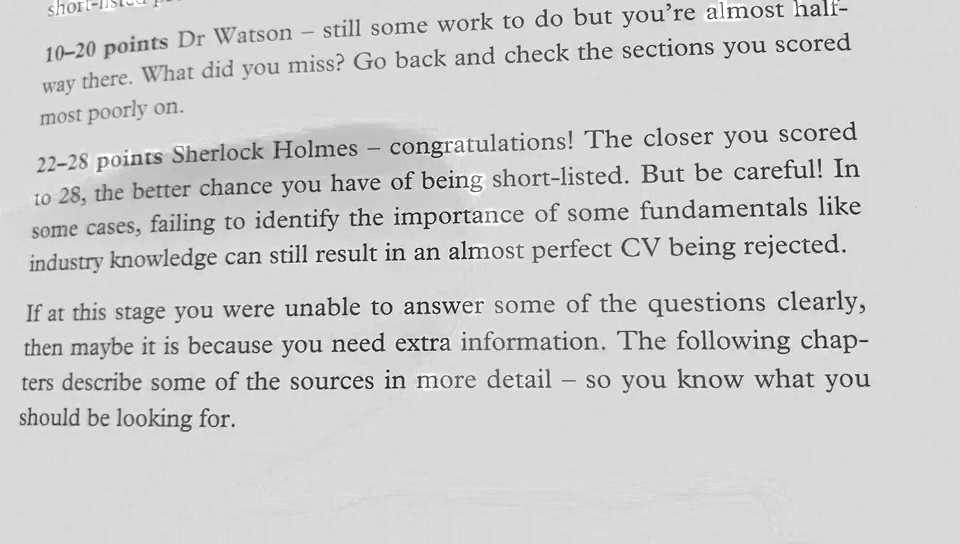 short-listed
10–20 points Dr Watson – still some work to do but you're almost half-
way there. What did you miss? Go back and check the sections you scored
most poorly on.
22–28 points Sherlock Holmes – congratulations! The closer you scored
to 28, the better chance you have of being short-listed. But be careful! In
some cases, failing to identify the importance of some fundamentals like
industry knowledge can still result in an almost perfect CV being rejected.
If at this stage you were unable to answer some of the questions clearly,
then maybe it is because you need extra information. The following chap-
ters describe some of the sources in more detail – so you know what you
should be looking for.